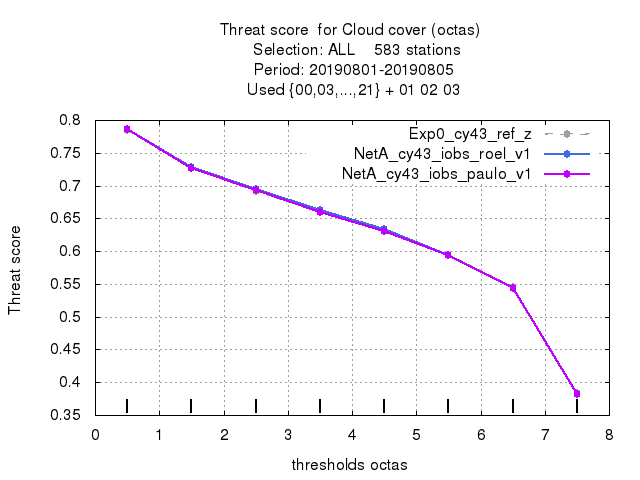 Threat score  for Cloud cover (octas)
Selection: ALL    583 stations
Period: 20190801-20190805
Used {00,03,...,21} + 01 02 03
Exp0_cy43_ref_z
NetA_cy43_iobs_roel_v1
NetA_cy43_iobs_paulo_v1
Threat score
0.8
0.75
0.7
0.65
0.6
0.55
0.5
0.45
0.4
0.35
0 1 2 3 4 5 6 7 8
thresholds octas